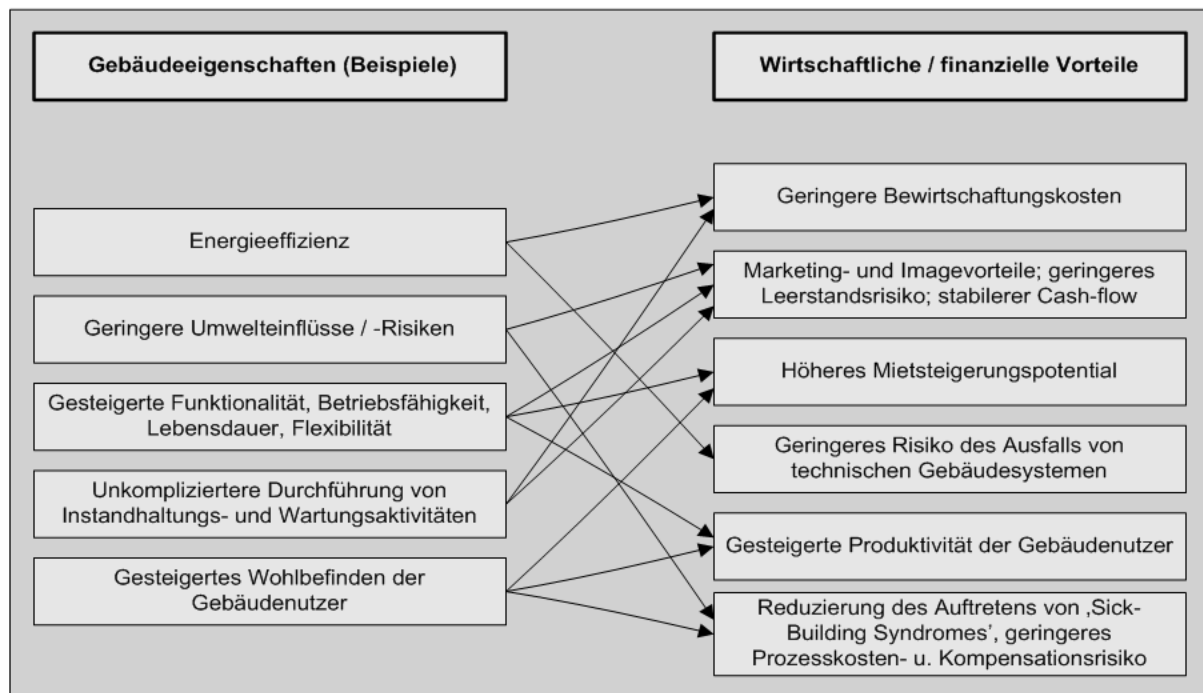 Gebäudeeigenschaften (Beispiele)
Wirtschaftliche / finanzielle Vorteile
Energieeffizienz
Geringere Umwelteinflüsse / -Risiken
Gesteigerte Funktionalität, Betriebsfähigkeit,
Lebensdauer, Flexibilität
Unkompliziertere Durchführung von
Instandhaltungs- und Wartungsaktivitäten
Gesteigertes Wohlbefinden der
Gebäudenutzer
Geringere Bewirtschaftungskosten
Marketing- und Imagevorteile; geringeres
Leerstandsrisiko; stabilerer Cash-flow
Höheres Mietsteigerungspotential
Geringeres Risiko des Ausfalls von
technischen Gebäudesystemen
Gesteigerte Produktivität der Gebäudenutzer
Reduzierung des Auftretens von ‚Sick-
Building Syndromes’, geringeres
Prozesskosten- u. Kompensationsrisiko